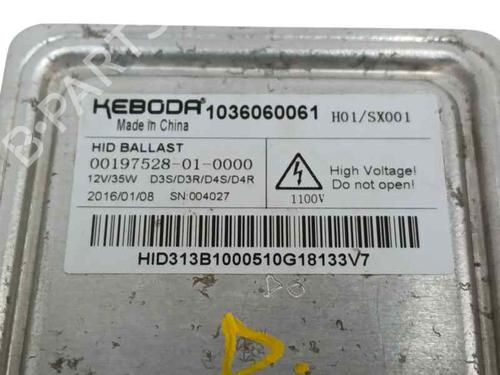 KEBODA® 1036060061 H01/SX001
Made in China
HID BALLAST
00197528-01-0000
12V/35W D3S/D3R/D4S/D4R
2016/01/08 SN:004027
High Voltage!
Do not open!
1100V
HID313B1000510G18133V7
D.
B-PARTS